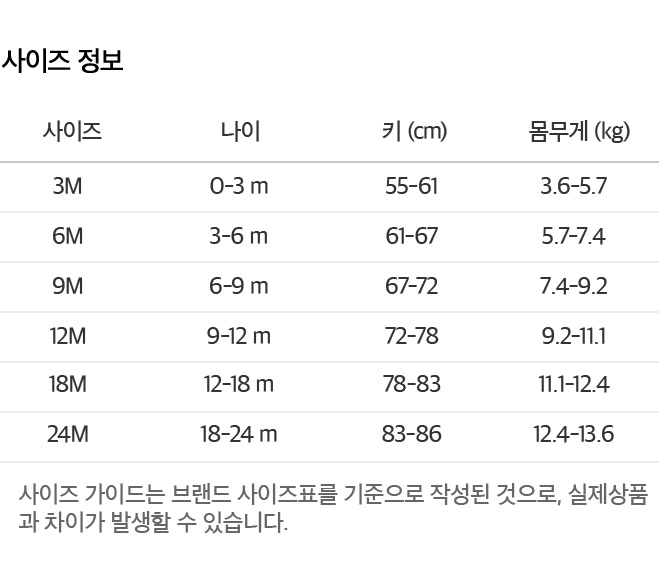 사이즈 정보
사이즈 나이 키 (cm) 몸무게 (kg)
3M 0-3 m 55-61 3.6-5.7
6M 3-6 m 61-67 5.7-7.4
9M 6-9 m 67-72 7.4-9.2
12M 9-12 m 72-78 9.2-11.1
18M 12-18 m 78-83 11.1-12.4
24M 18-24 m 83-86 12.4-13.6
사이즈 가이드는 브랜드 사이즈표를 기준으로 작성된 것으로, 실제상품
과 차이가 발생할 수 있습니다.